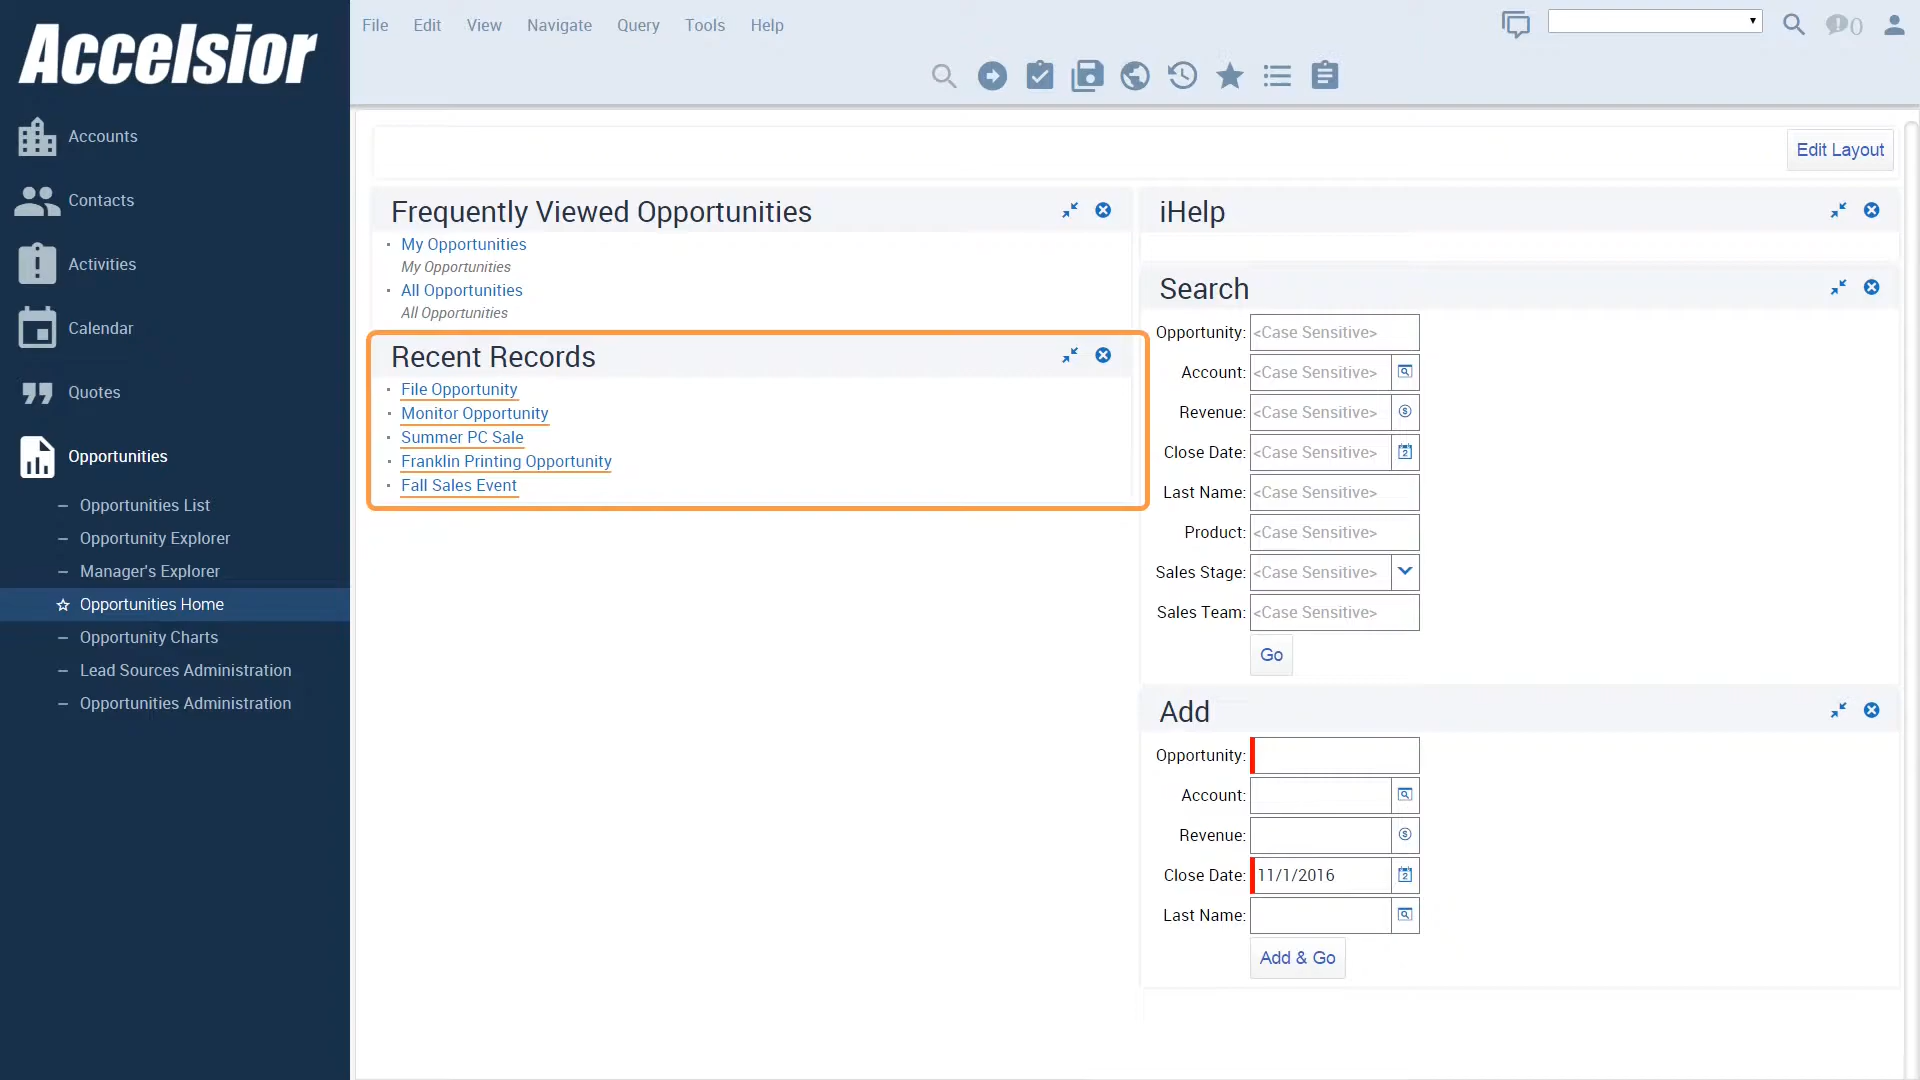 Accelsior
File Edit View Navigate Query Tools Help
0
Accounts
Contacts
Activities
Calendar
Quotes
Opportunities
Opportunities List
Opportunity Explorer
Manager's Explorer
Opportunities Home
Opportunity Charts
Lead Sources Administration
Opportunities Administration
Edit Layout
Frequently Viewed Opportunities
My Opportunities
My Opportunities
All Opportunities
All Opportunities
Recent Records
File Opportunity
Monitor Opportunity
Summer PC Sale
Franklin Printing Opportunity
Fall Sales Event
iHelp
Search
Opportunity: <Case Sensitive>
Account: <Case Sensitive>
Revenue: <Case Sensitive>
Close Date: <Case Sensitive>
Last Name: <Case Sensitive>
Product: <Case Sensitive>
Sales Stage: <Case Sensitive>
Sales Team: <Case Sensitive>
Go
Add
Opportunity:
Account:
Revenue:
Close Date: 11/1/2016
Last Name:
Add & Go